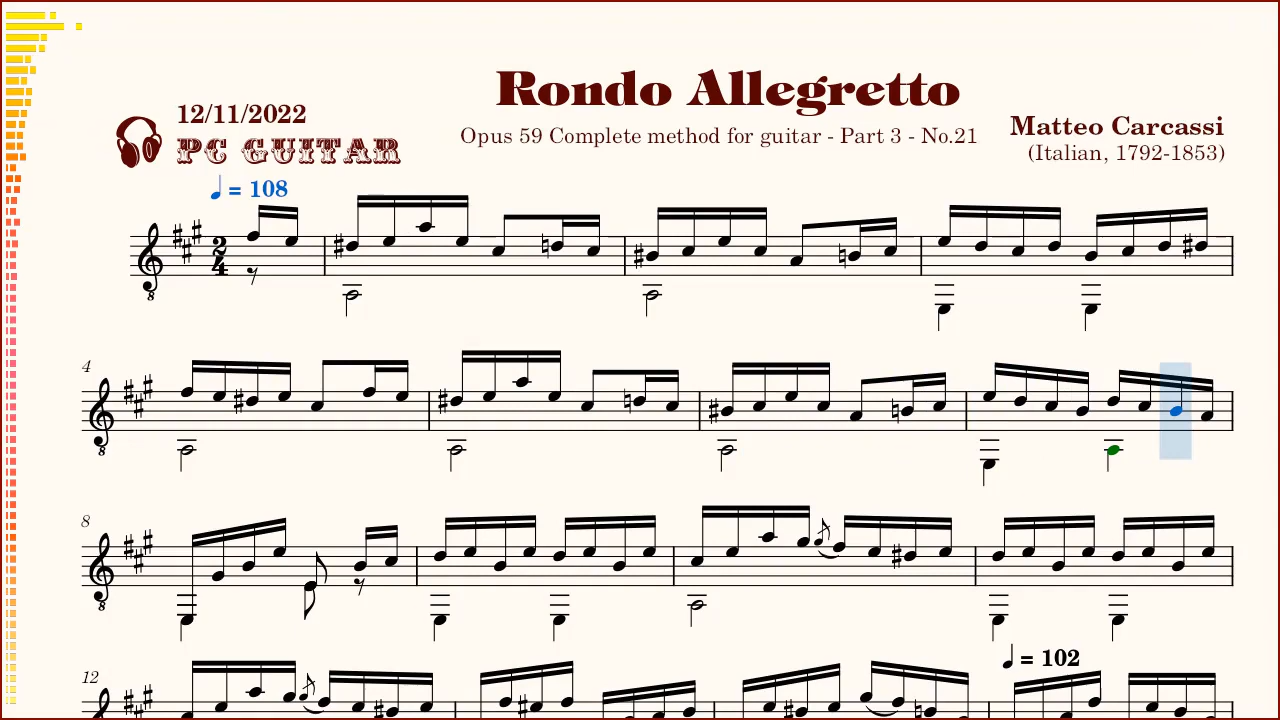 Rondo Allegretto
12/11/2022
PC GUITAR
Opus 59 Complete method for guitar - Part 3 - No.21
Matteo Carcassi
(Italian, 1792-1853)
♩ = 108
2
4
8
4
8
8
8
12
♩ = 102